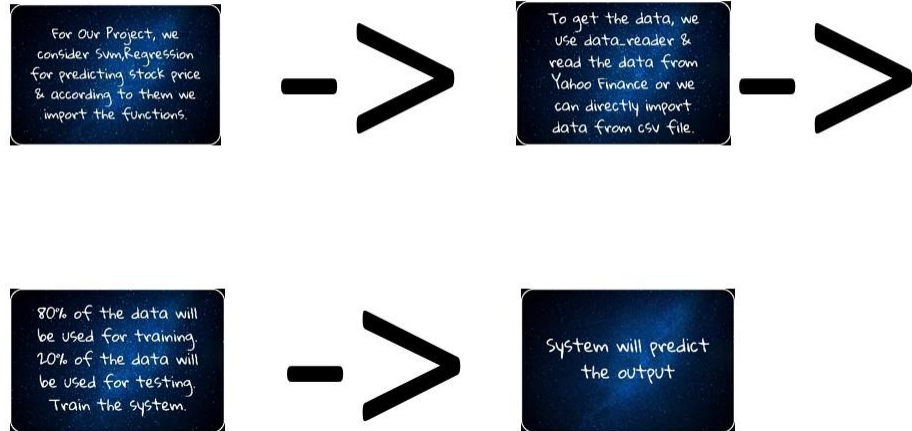 For Our Project, we
consider Svm,Regression
for predicting stock price
& according to them we
import the functions.
->
To get the data, we
use data_reader &
read the data from
Yahoo Finance or we
can directly import
data from csv file.
->
80% of the data will
be used for training.
20% of the data will
be used for testing.
Train the system.
->
System will predict
the output